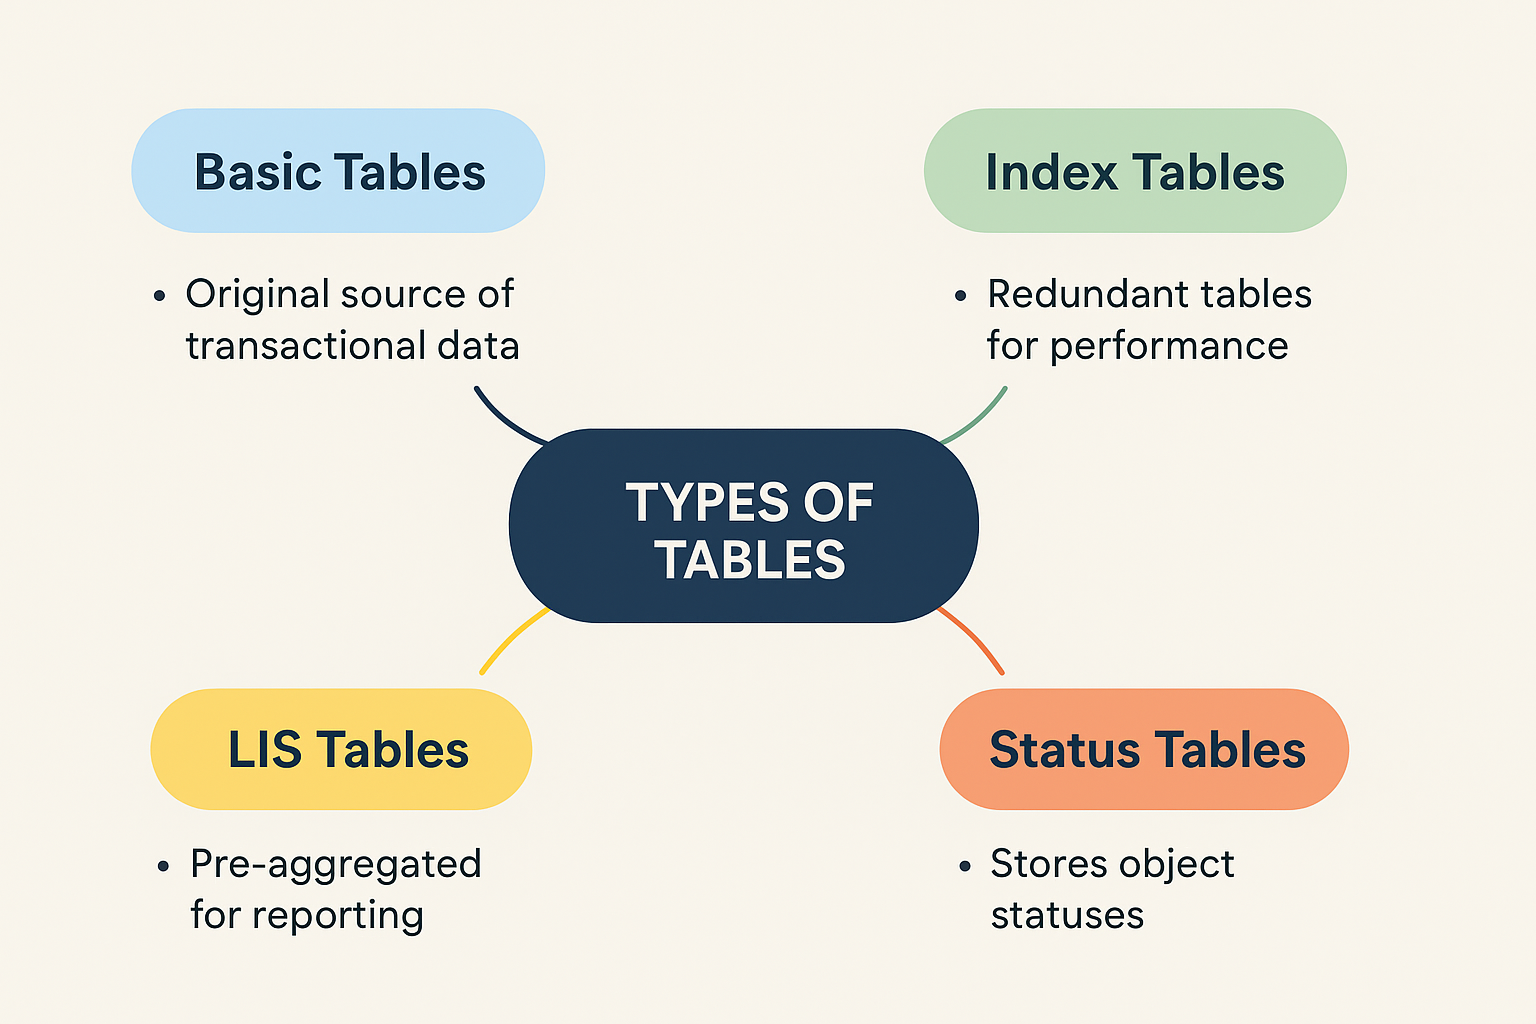 Basic Tables
• Original source of
transactional data
Index Tables
• Redundant tables
for performance
TYPES OF
TABLES
LIS Tables
• Pre-aggregated
for reporting
Status Tables
• Stores object
statuses